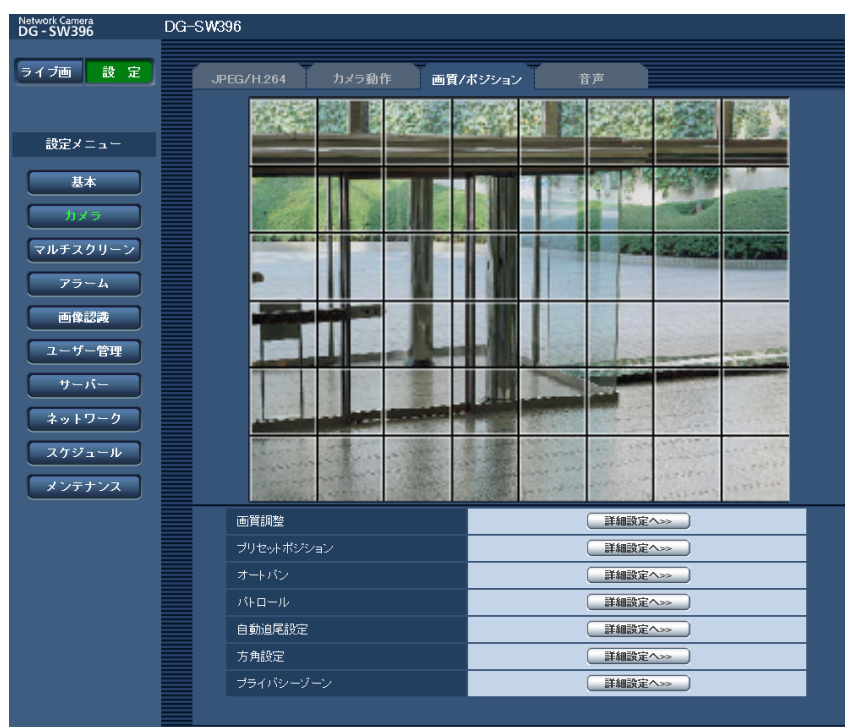 Network Camera
DG - SW396
DG-SW396
ライブ画
設 定
JPEG/H.264
カメラ動作
画質/ポジション
音声
設定メニュー
基本
カメラ
マルチスクリーン
アラーム
画像認識
ユーザー管理
サーバー
ネットワーク
スケジュール
メンテナンス
画質調整
詳細設定へ>>
プリセットポジション
詳細設定へ>>
オートパン
詳細設定へ>>
パトロール
詳細設定へ>>
自動追尾設定
詳細設定へ>>
方角設定
詳細設定へ>>
プライバシーゾーン
詳細設定へ>>